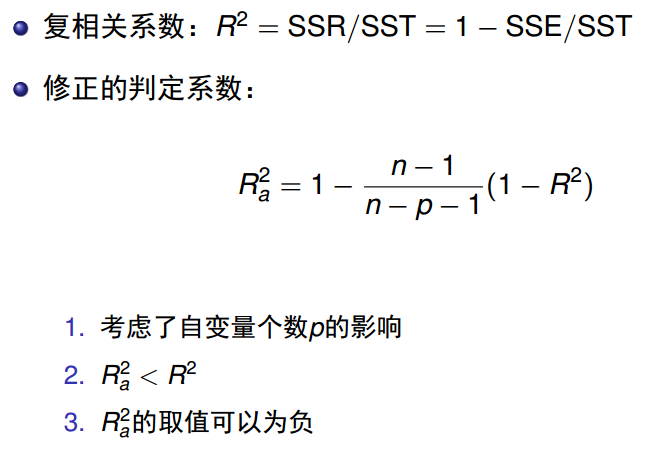 复相关系数：R² = SSR/SST = 1 − SSE/SST
修正的判定系数：
R²ₐ = 1 − (n − 1)/(n − p − 1) (1 − R²)
1. 考虑了自变量个数p的影响
2. R²ₐ < R²
3. R²ₐ的取值可以为负